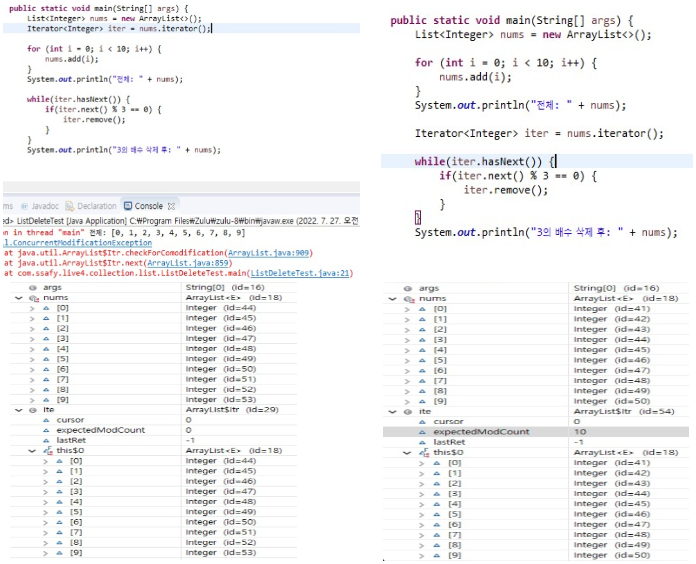 public static void main(String[] args) {
List<Integer> nums = new ArrayList<>();
Iterator<Integer> iter = nums.iterator();
for (int i = 0; i < 10; i++) {
nums.add(i);
}
System.out.println("전체: " + nums);
while(iter.hasNext()) {
if(iter.next() % 3 == 0) {
iter.remove();
}
}
System.out.println("3의 배수 삭제 후: " + nums);
ms Javadoc Declaration Console
ed> ListDeleteTest [Java Application] C:\Program Files\Zulu\zulu-8\bin\javaw.exe (2022. 7. 27. 오전
on in thread "main" 전체: [0, 1, 2, 3, 4, 5, 6, 7, 8, 9]
l.ConcurrentModificationException
at java.util.ArrayList$Itr.checkForComodification(ArrayList.java:909)
at java.util.ArrayList$Itr.next(ArrayList.java:859)
at com.ssafy.live4.collection.list.ListDeleteTest.main(ListDeleteTest.java:21)
args String[0] (id=16)
nums ArrayList<E> (id=18)
[0] Integer (id=44)
[1] Integer (id=45)
[2] Integer (id=46)
[3] Integer (id=47)
[4] Integer (id=48)
[5] Integer (id=49)
[6] Integer (id=50)
[7] Integer (id=51)
[8] Integer (id=52)
[9] Integer (id=53)
ite ArrayList$Itr (id=29)
cursor 0
expectedModCount 0
lastRet -1
this$0 ArrayList<E> (id=18)
[0] Integer (id=44)
[1] Integer (id=45)
[2] Integer (id=46)
[3] Integer (id=47)
[4] Integer (id=48)
[5] Integer (id=49)
[6] Integer (id=50)
[7] Integer (id=51)
[8] Integer (id=52)
[9] Integer (id=53)
public static void main(String[] args) {
List<Integer> nums = new ArrayList<>();
for (int i = 0; i < 10; i++) {
nums.add(i);
}
System.out.println("전체: " + nums);
Iterator<Integer> iter = nums.iterator();
while(iter.hasNext()) {
if(iter.next() % 3 == 0) {
iter.remove();
}
}
System.out.println("3의 배수 삭제 후: " + nums);
args String[0] (id=16)
nums ArrayList<E> (id=18)
[0] Integer (id=41)
[1] Integer (id=42)
[2] Integer (id=43)
[3] Integer (id=44)
[4] Integer (id=45)
[5] Integer (id=46)
[6] Integer (id=47)
[7] Integer (id=48)
[8] Integer (id=49)
[9] Integer (id=50)
ite ArrayList$Itr (id=54)
cursor 0
expectedModCount 10
lastRet -1
this$0 ArrayList<E> (id=18)
[0] Integer (id=41)
[1] Integer (id=42)
[2] Integer (id=43)
[3] Integer (id=44)
[4] Integer (id=45)
[5] Integer (id=46)
[6] Integer (id=47)
[7] Integer (id=48)
[8] Integer (id=49)
[9] Integer (id=50)